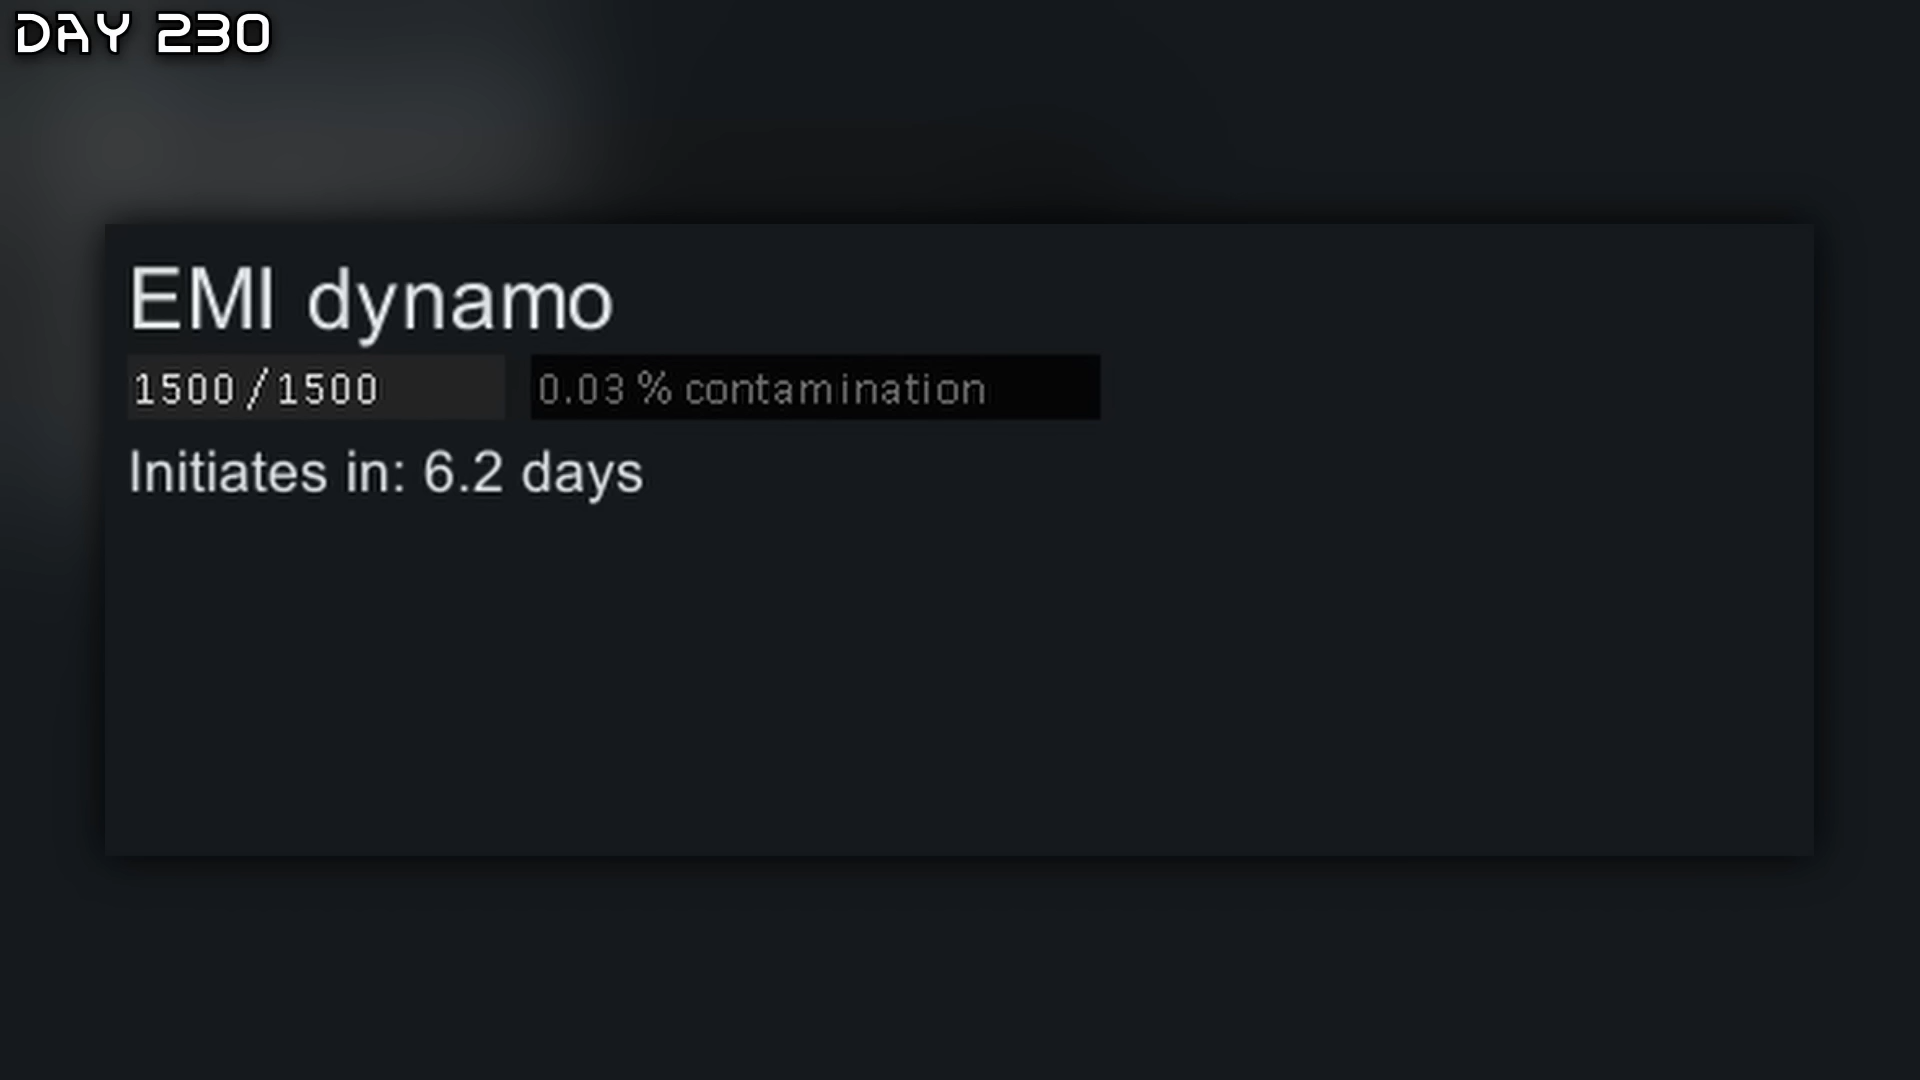 DAY 230
EMI dynamo
1500 / 1500 0.03 % contamination
Initiates in: 6.2 days